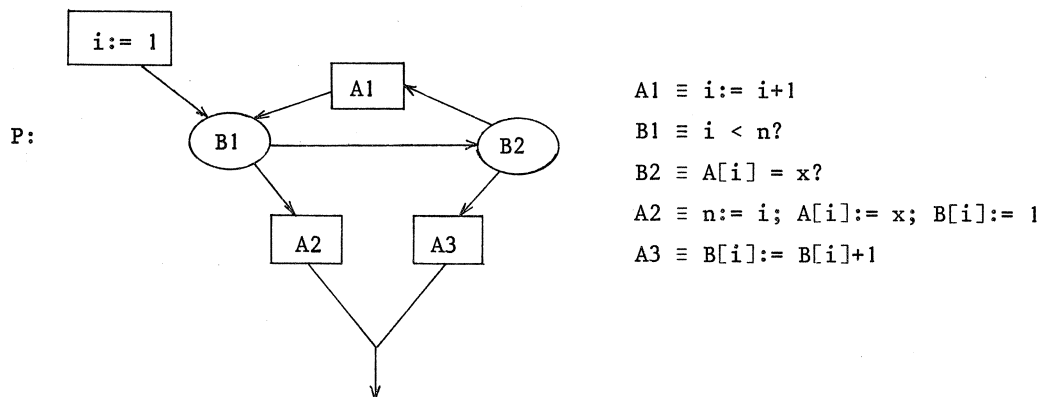 i:= 1
A1
P:
B1
B2
A2
A3
A1 ≡ i:= i+1
B1 ≡ i < n?
B2 ≡ A[i] = x?
A2 ≡ n:= i; A[i]:= x; B[i]:= 1
A3 ≡ B[i]:= B[i]+1